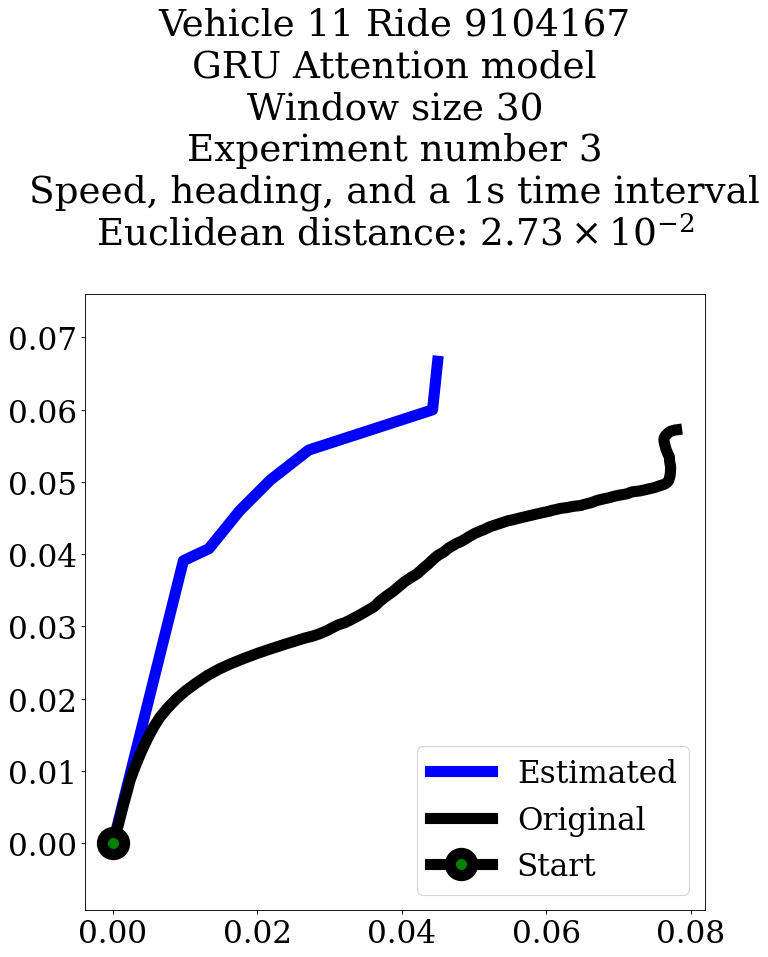 Vehicle 11 Ride 9104167
GRU Attention model
Window size 30
Experiment number 3
Speed, heading, and a 1s time interval
Euclidean distance: 2.73 × 10⁻²
0.07
0.06
0.05
0.04
0.03
0.02
0.01
0.00
Estimated
Original
Start
0.00 0.02 0.04 0.06 0.08